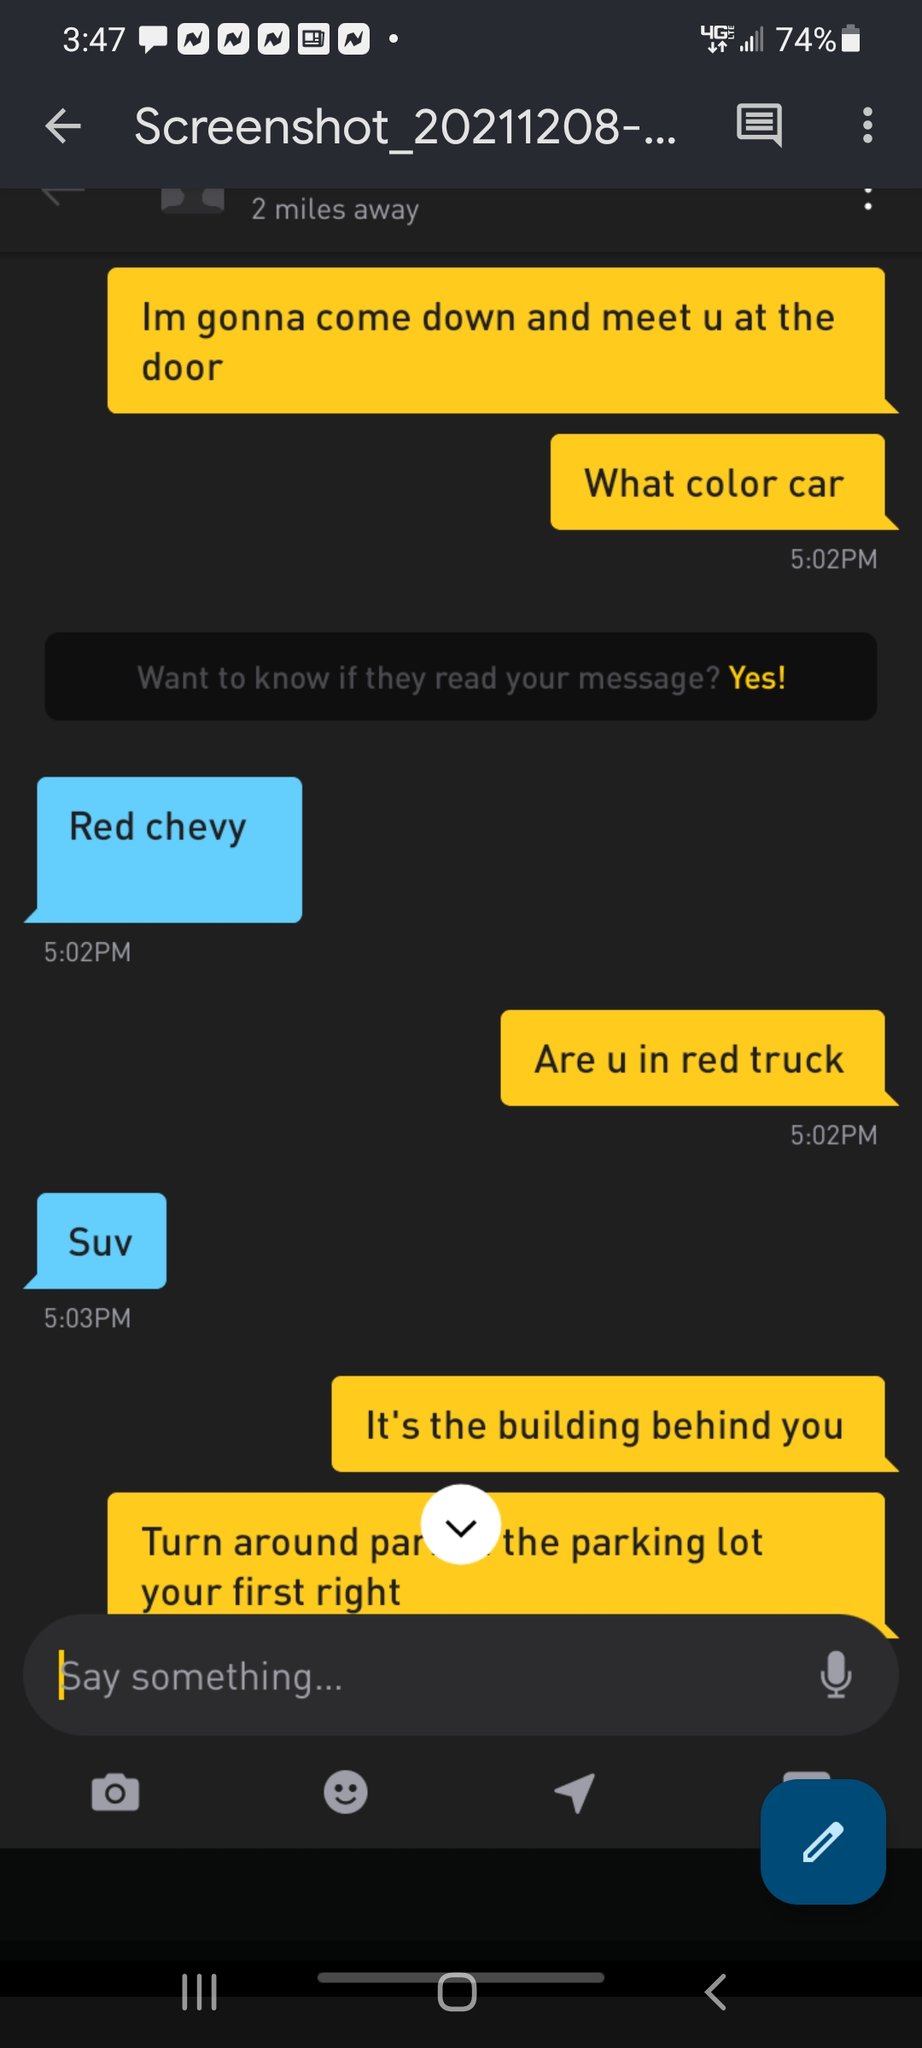 3:47
4G 74%
Screenshot_20211208-...
2 miles away
Im gonna come down and meet u at the
door
What color car
5:02PM
Want to know if they read your message? Yes!
Red chevy
5:02PM
Are u in red truck
5:02PM
Suv
5:03PM
It's the building behind you
Turn around the parking lot
your first right
Say something...